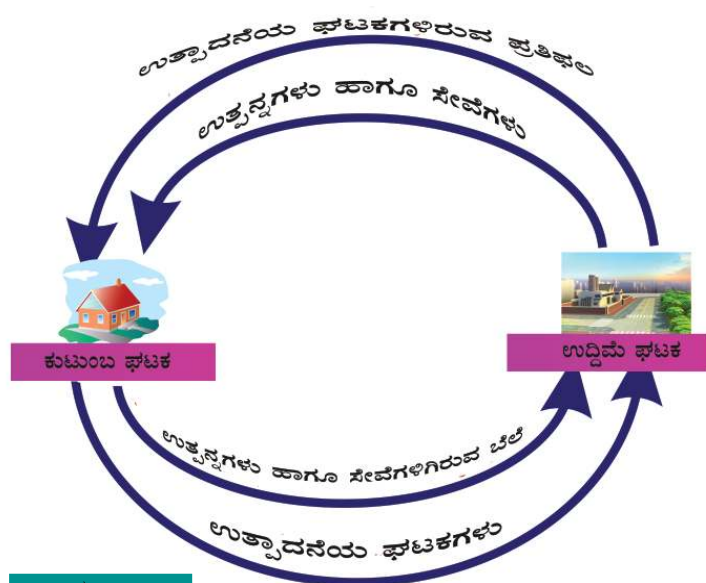 ಉತ್ಪಾದನೆಯ ಘಟಕಗಳಿರುವ ಪ್ರತಿಫಲ
ಉತ್ಪನ್ನಗಳು ಹಾಗೂ ಸೇವೆಗಳು
ಕುಟುಂಬ ಘಟಕ
ಉದ್ದಿಮೆ ಘಟಕ
ಉತ್ಪನ್ನಗಳು ಹಾಗೂ ಸೇವೆಗಳಿಗಿರುವ ಬೆಲೆ
ಉತ್ಪಾದನೆಯ ಘಟಕಗಳು